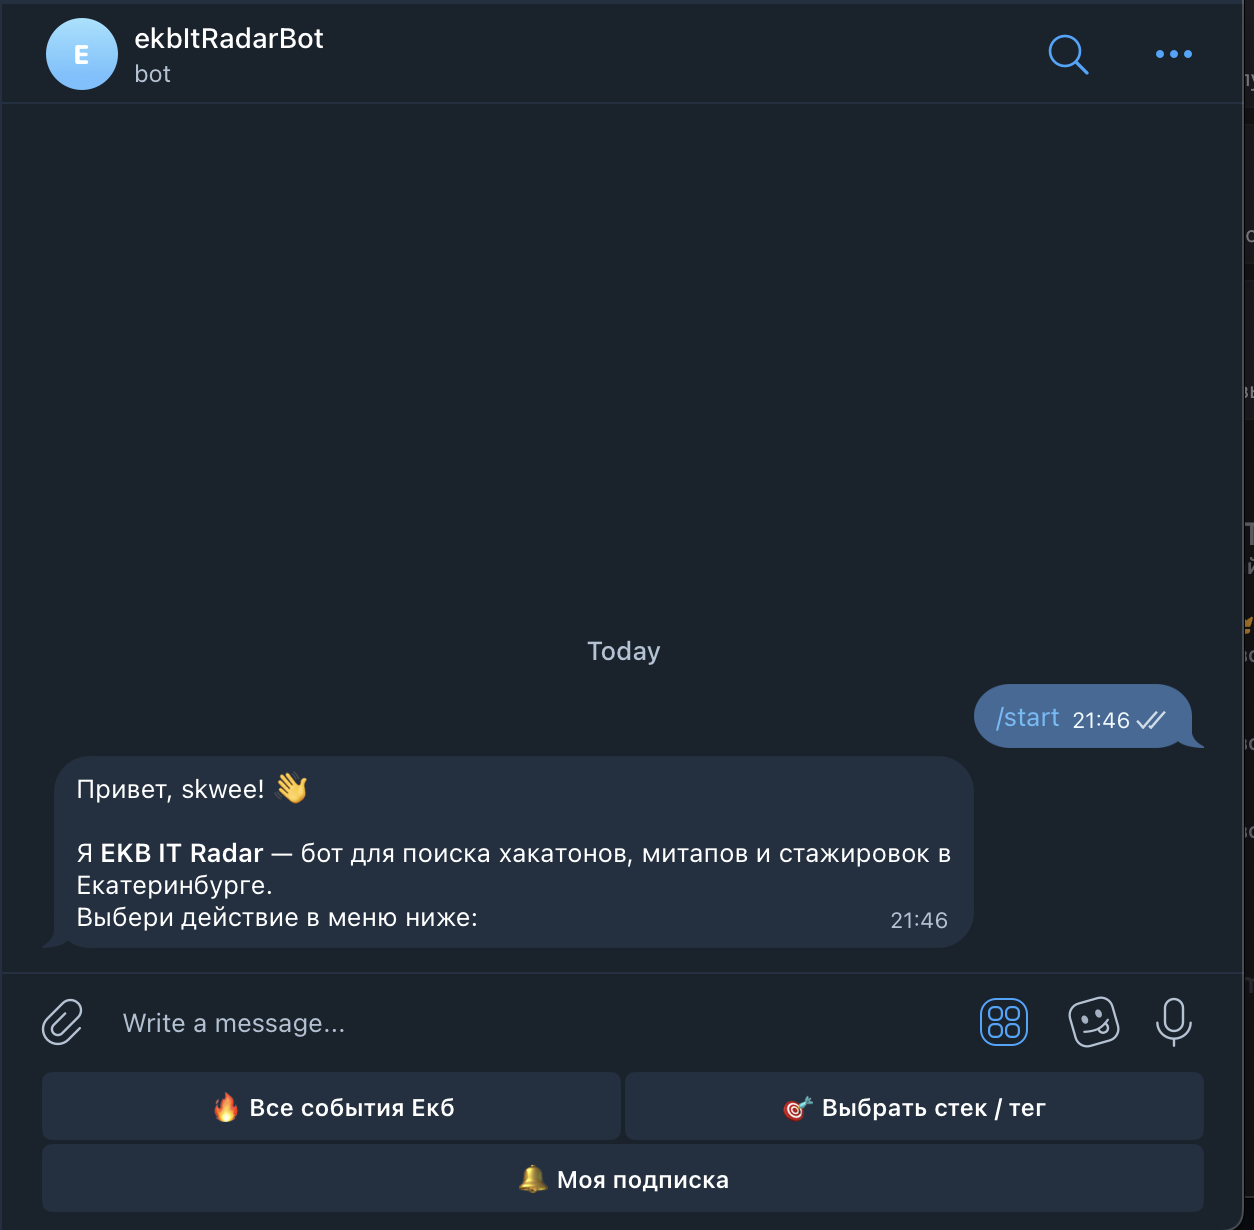 E
ekbItRadarBot
bot
Today
/start 21:46
Привет, skwee! 👋
Я EKB IT Radar — бот для поиска хакатонов, митапов и стажировок в
Екатеринбурге.
Выбери действие в меню ниже:
21:46
Write a message...
🔥 Все события Екб
🎯 Выбрать стек / тег
🔔 Моя подписка